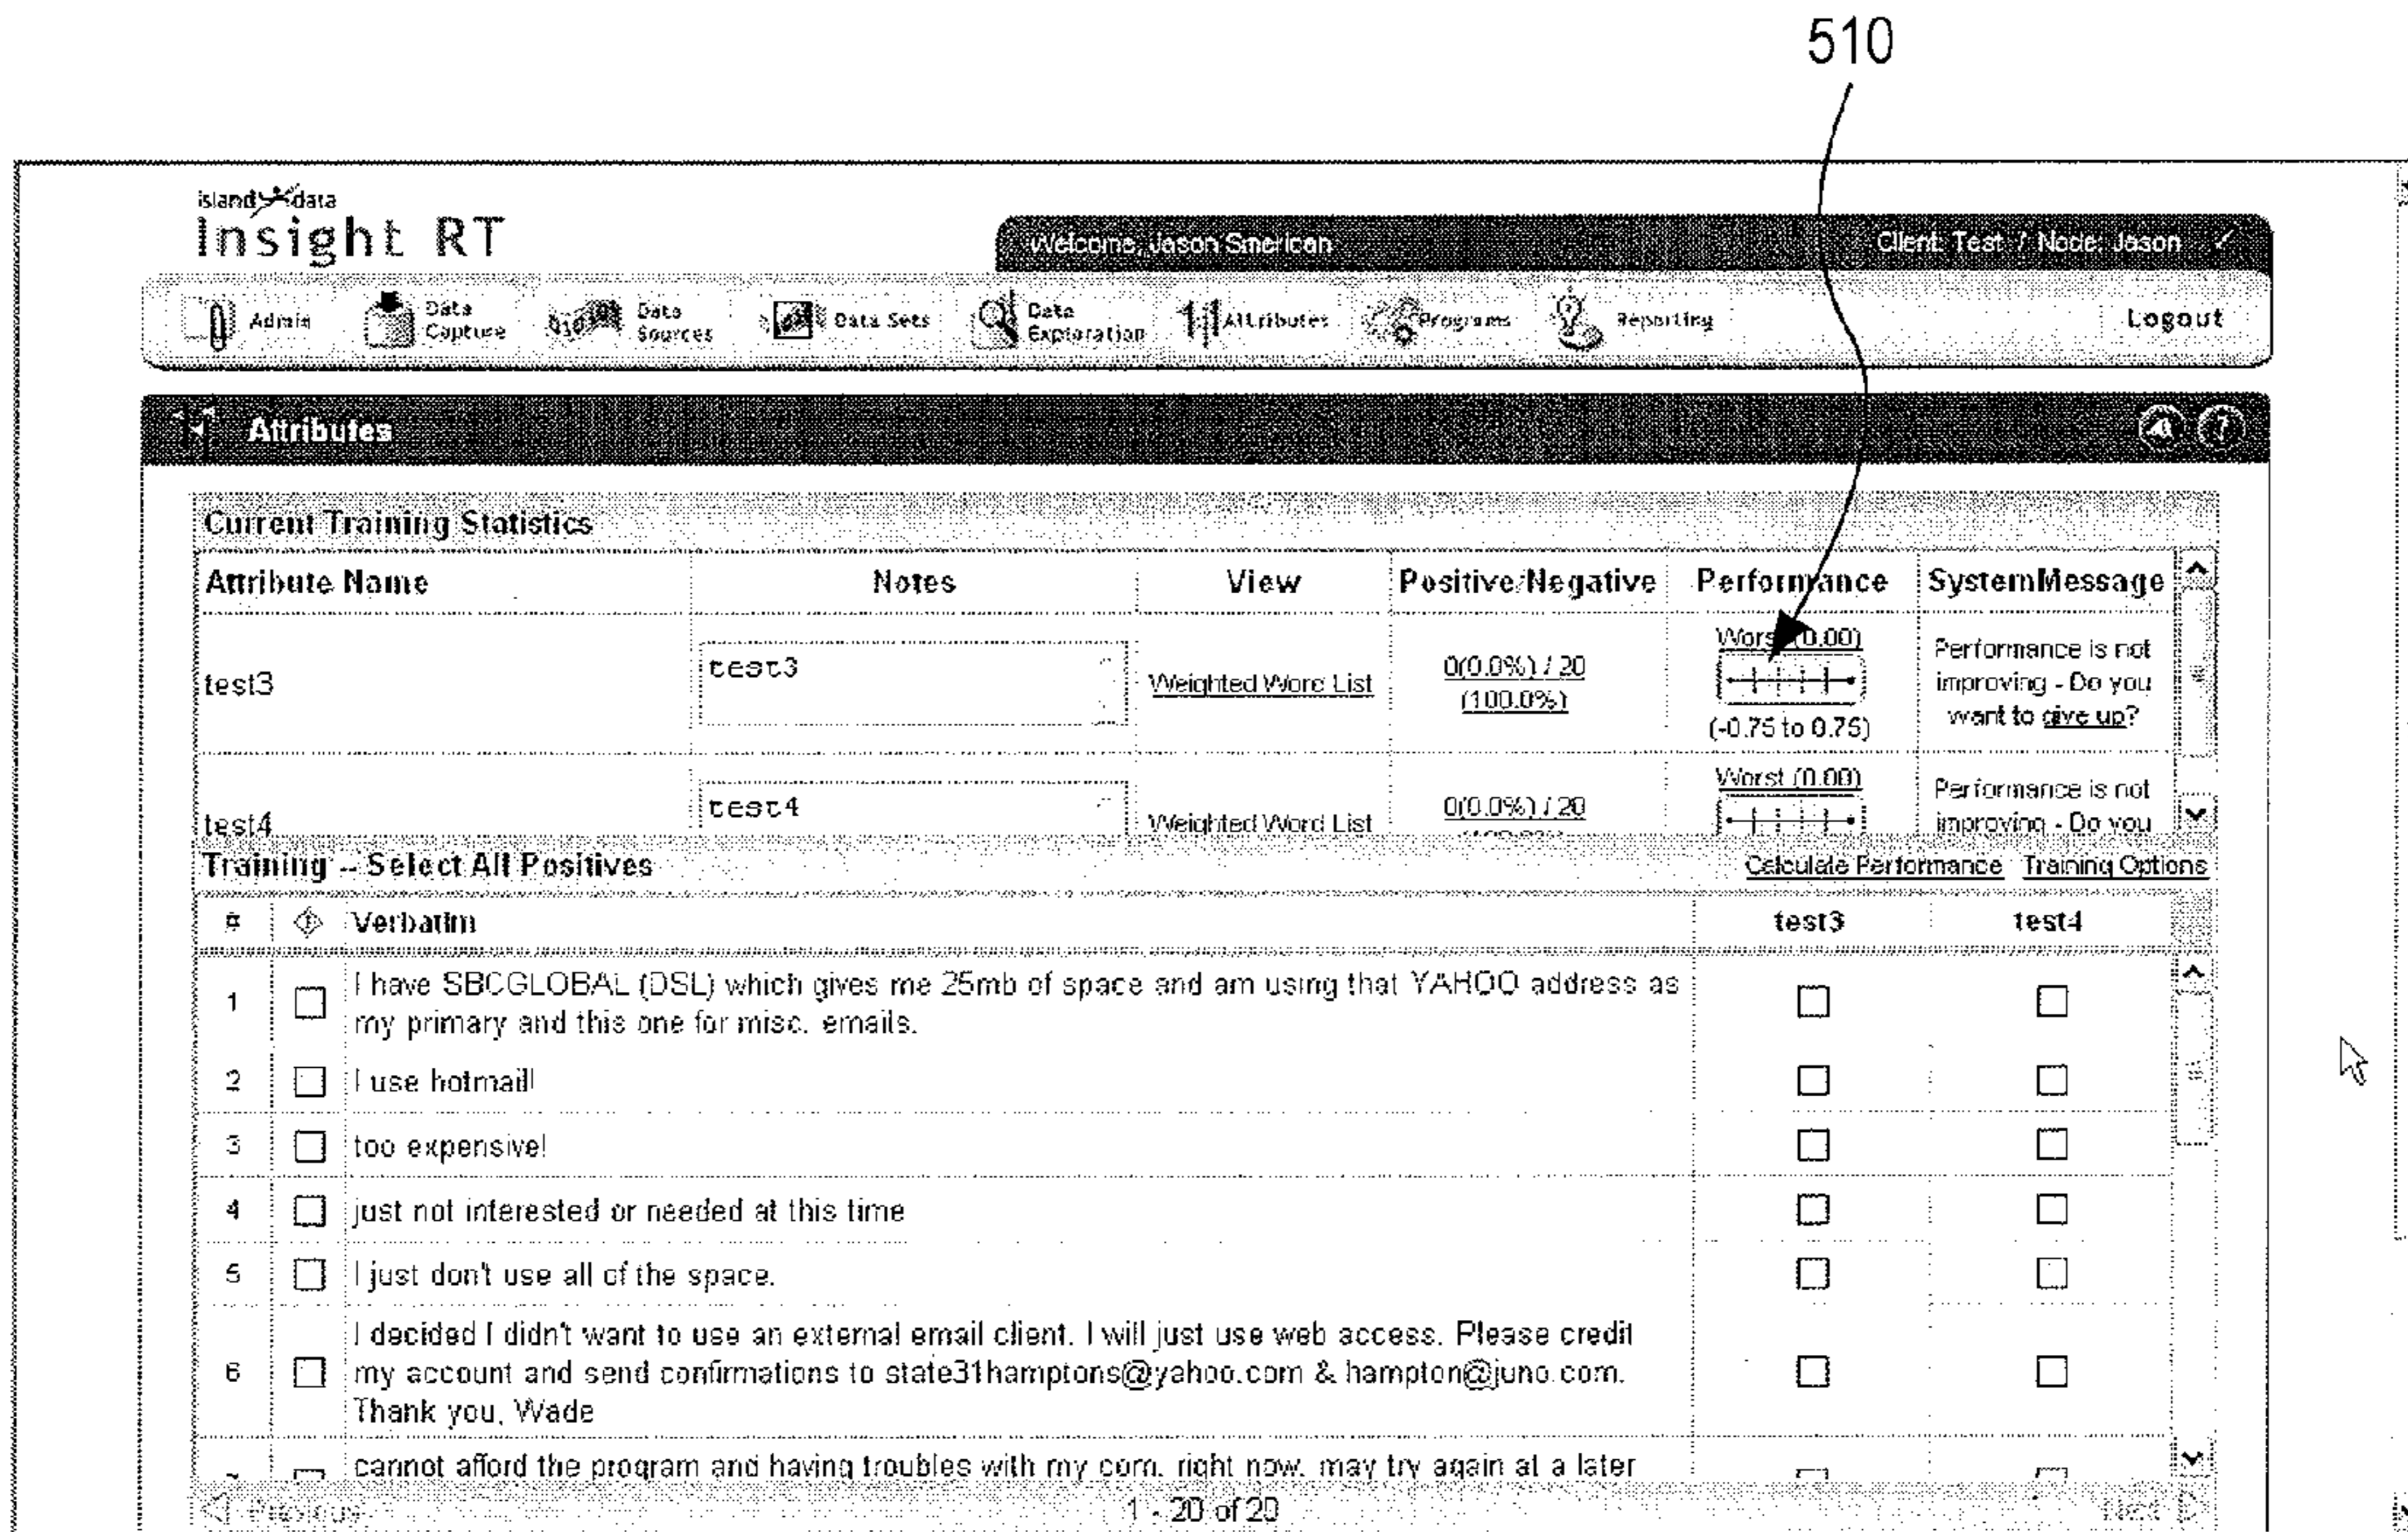 510
island data
Insight RT
Welcome, Jason Smerican
Client: Test / Node: Jason
Admin
Data Capture
Data Sources
Data Sets
Data Exploration
Attributes
Programs
Reporting
Logout
Attributes
Current Training Statistics
Attribute Name Notes View Positive/Negative Performance SystemMessage
test3
test3
Weighted Word List
0(0.0%) / 20
(100.0%)
Worst (0.00)
(-0.75 to 0.75)
Performance is not
improving - Do you
want to give up?
test4
test4
Weighted Word List
0(0.0%) / 20
Worst (0.00)
Performance is not
improving - Do you
Training -- Select All Positives
Calculate Performance Training Options
# Verbatim test3 test4
1 I have SBCGLOBAL (DSL) which gives me 25mb of space and am using that YAHOO address as
my primary and this one for misc. emails.
2 I use hotmail!
3 too expensive!
4 just not interested or needed at this time
5 I just don't use all of the space.
6 I decided I didn't want to use an external email client. I will just use web access. Please credit
my account and send confirmations to state31hamptons@yahoo.com & hampton@juno.com.
Thank you, Wade
cannot afford the program and having troubles with my com. right now. may try again at a later
Previous 1 - 20 of 20 Next